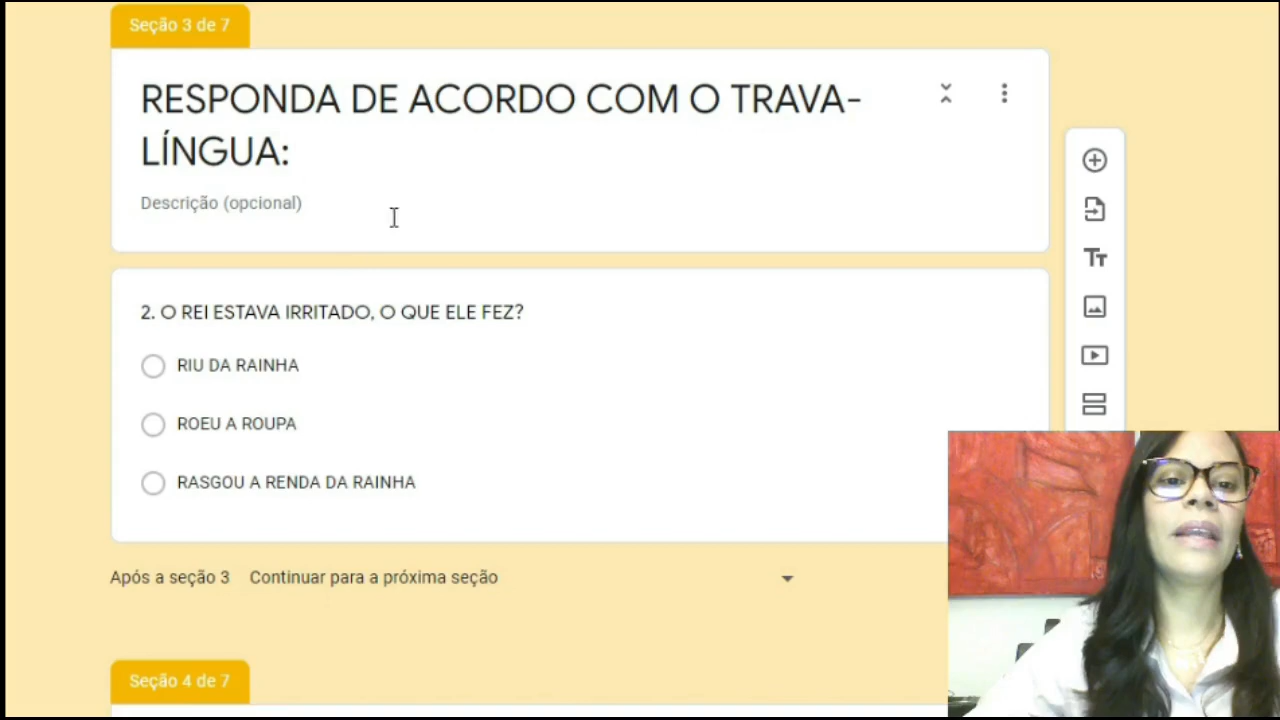 Seção 3 de 7
RESPONDA DE ACORDO COM O TRAVA-
LÍNGUA:
Descrição (opcional)
2. O REI ESTAVA IRRITADO, O QUE ELE FEZ?
RIU DA RAINHA
ROEU A ROUPA
RASGOU A RENDA DA RAINHA
Após a seção 3 Continuar para a próxima seção
Seção 4 de 7